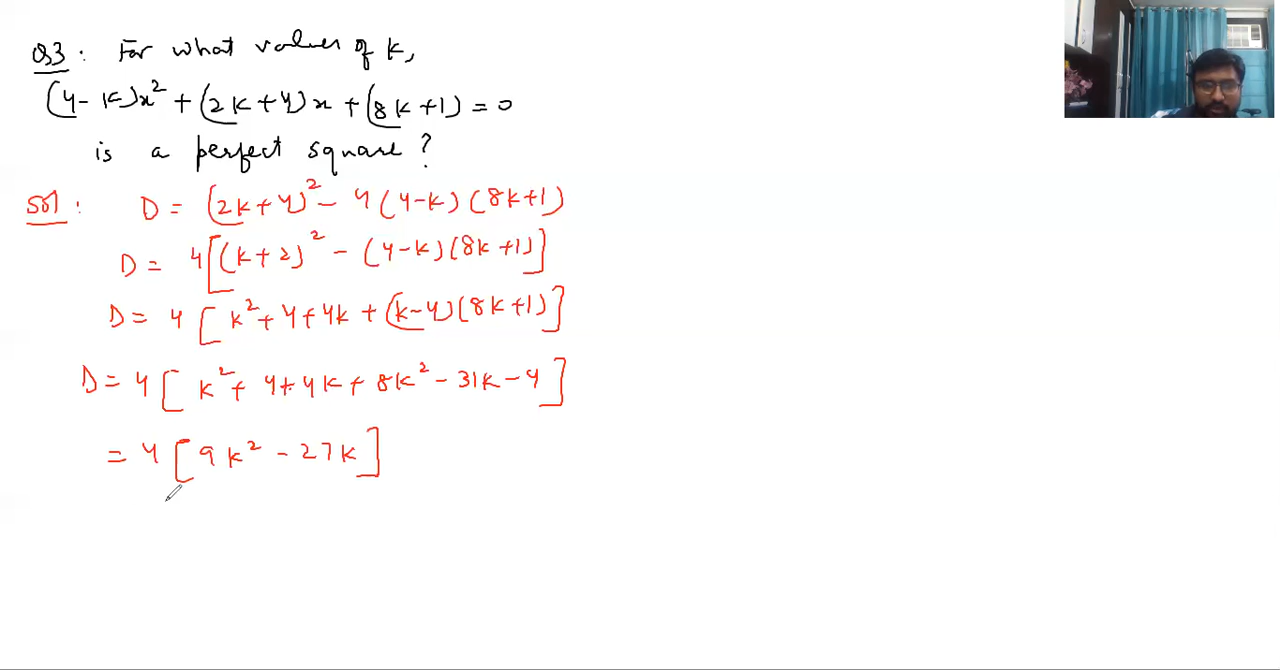 Q3: For what values of k,
(4-k)x² + (2k+4)x + (8k+1) = 0
is a perfect square?
Sol: D = (2k+4)² - 4(4-k)(8k+1)
D = 4[(k+2)² - (4-k)(8k+1)]
D = 4[k²+4+4k+(k-4)(8k+1)]
D = 4[k²+4+4k+8k²-31k-4]
= 4[9k²-27k]